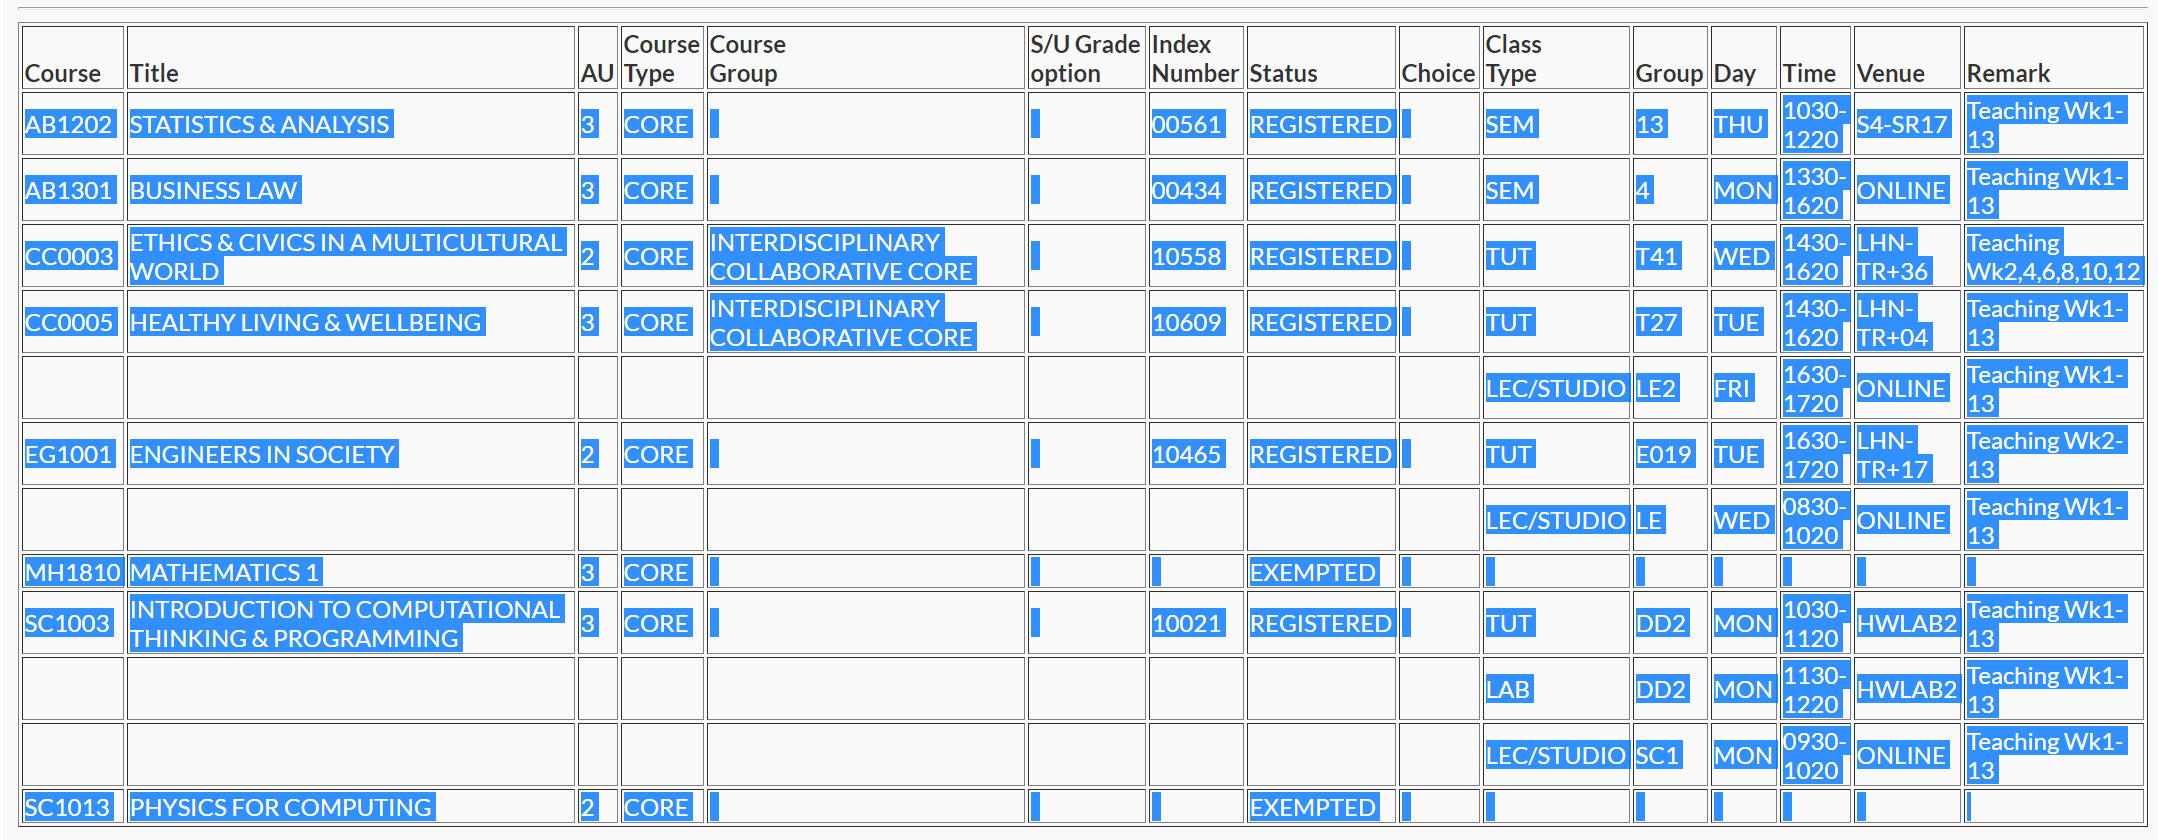 Course Title AU Course Type Course Group S/U Grade option Index Number Status Choice Class Type Group Day Time Venue Remark
AB1202 STATISTICS & ANALYSIS 3 CORE 00561 REGISTERED SEM 13 THU 1030-1220 S4-SR17 Teaching Wk1-13
AB1301 BUSINESS LAW 3 CORE 00434 REGISTERED SEM 4 MON 1330-1620 ONLINE Teaching Wk1-13
CC0003 ETHICS & CIVICS IN A MULTICULTURAL WORLD 2 CORE INTERDISCIPLINARY COLLABORATIVE CORE 10558 REGISTERED TUT T41 WED 1430-1620 LHN-TR+36 Teaching Wk2,4,6,8,10,12
CC0005 HEALTHY LIVING & WELLBEING 3 CORE INTERDISCIPLINARY COLLABORATIVE CORE 10609 REGISTERED TUT T27 TUE 1430-1620 LHN-TR+04 Teaching Wk1-13
LEC/STUDIO LE2 FRI 1630-1720 ONLINE Teaching Wk1-13
EG1001 ENGINEERS IN SOCIETY 2 CORE 10465 REGISTERED TUT E019 TUE 1630-1720 LHN-TR+17 Teaching Wk2-13
LEC/STUDIO LE WED 0830-1020 ONLINE Teaching Wk1-13
MH1810 MATHEMATICS 1 3 CORE EXEMPTED
SC1003 INTRODUCTION TO COMPUTATIONAL THINKING & PROGRAMMING 3 CORE 10021 REGISTERED TUT DD2 MON 1030-1120 HWLAB2 Teaching Wk1-13
LAB DD2 MON 1130-1220 HWLAB2 Teaching Wk1-13
LEC/STUDIO SC1 MON 0930-1020 ONLINE Teaching Wk1-13
SC1013 PHYSICS FOR COMPUTING 2 CORE EXEMPTED